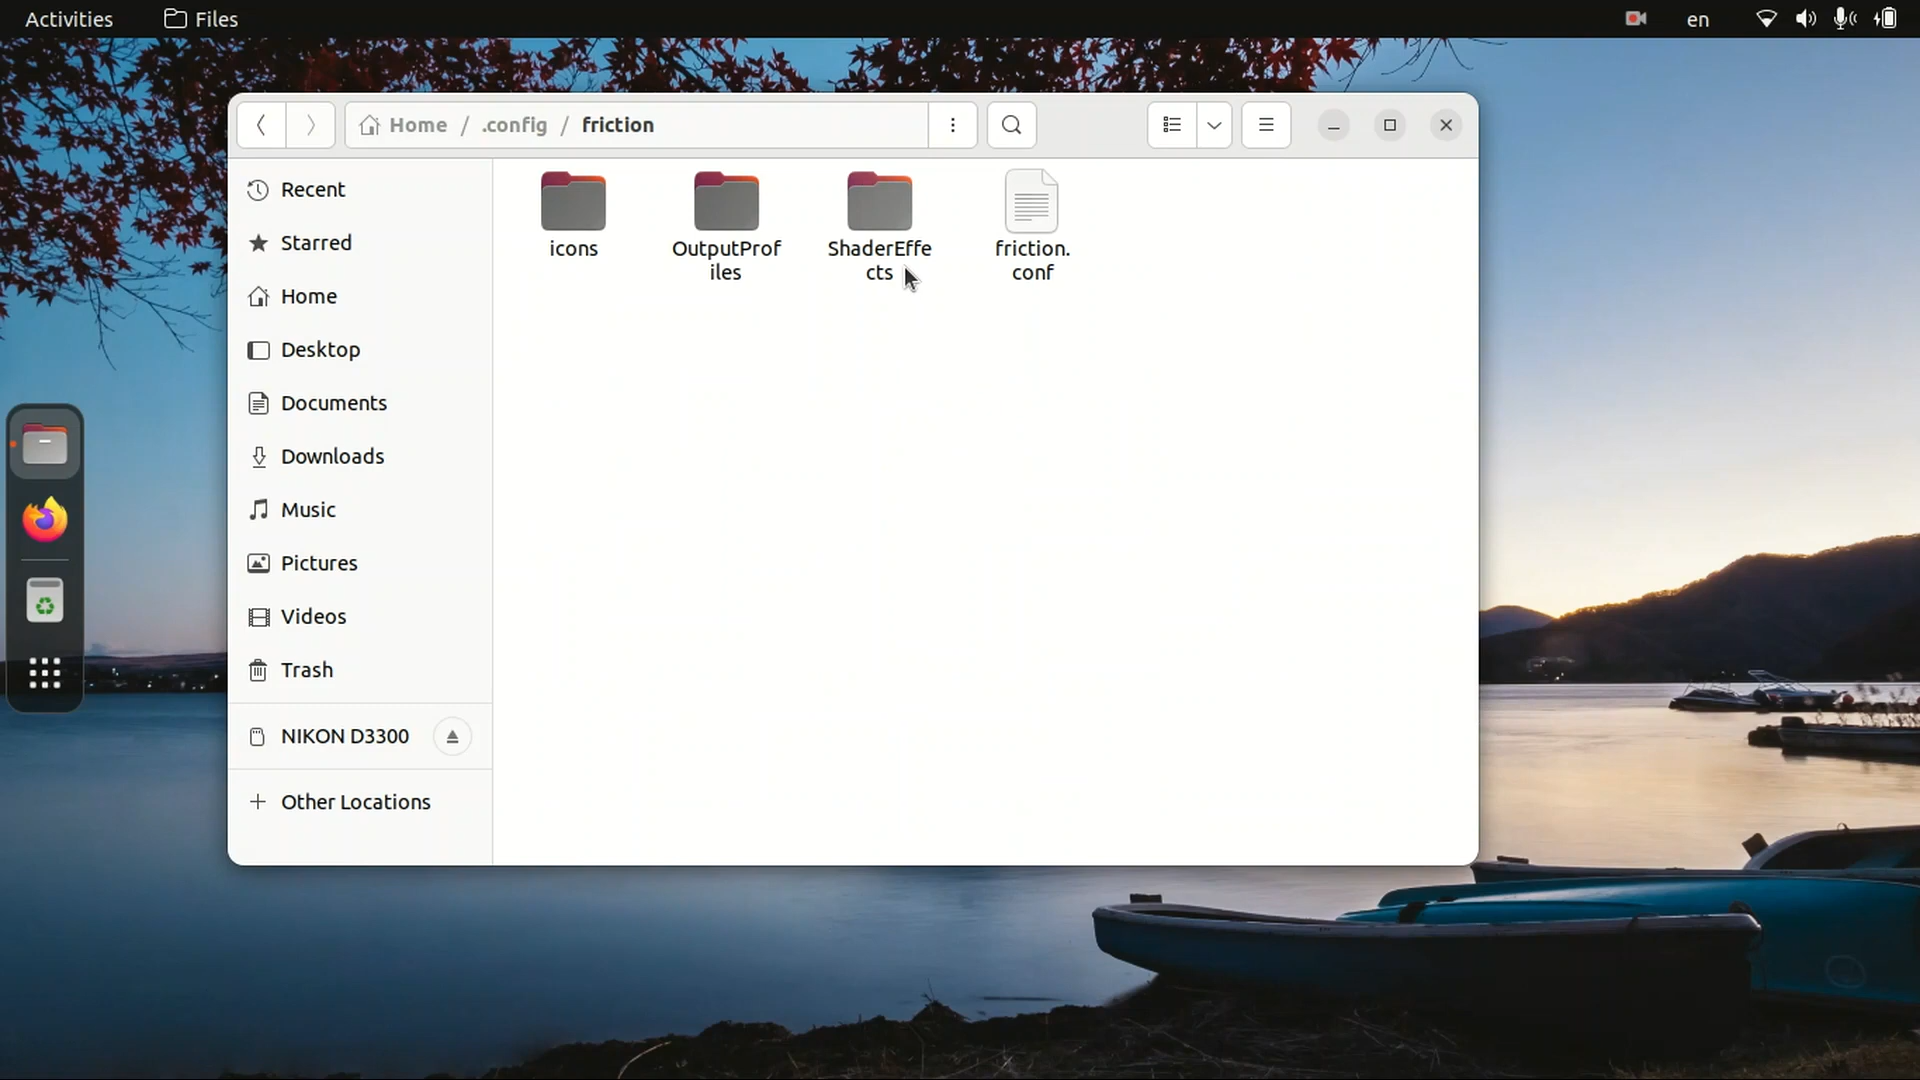 Activities
Files
en
Home / .config / friction
icons
OutputProf
iles
ShaderEffe
cts
friction.
conf
Recent
Starred
Home
Desktop
Documents
Downloads
Music
Pictures
Videos
Trash
NIKON D3300
Other Locations